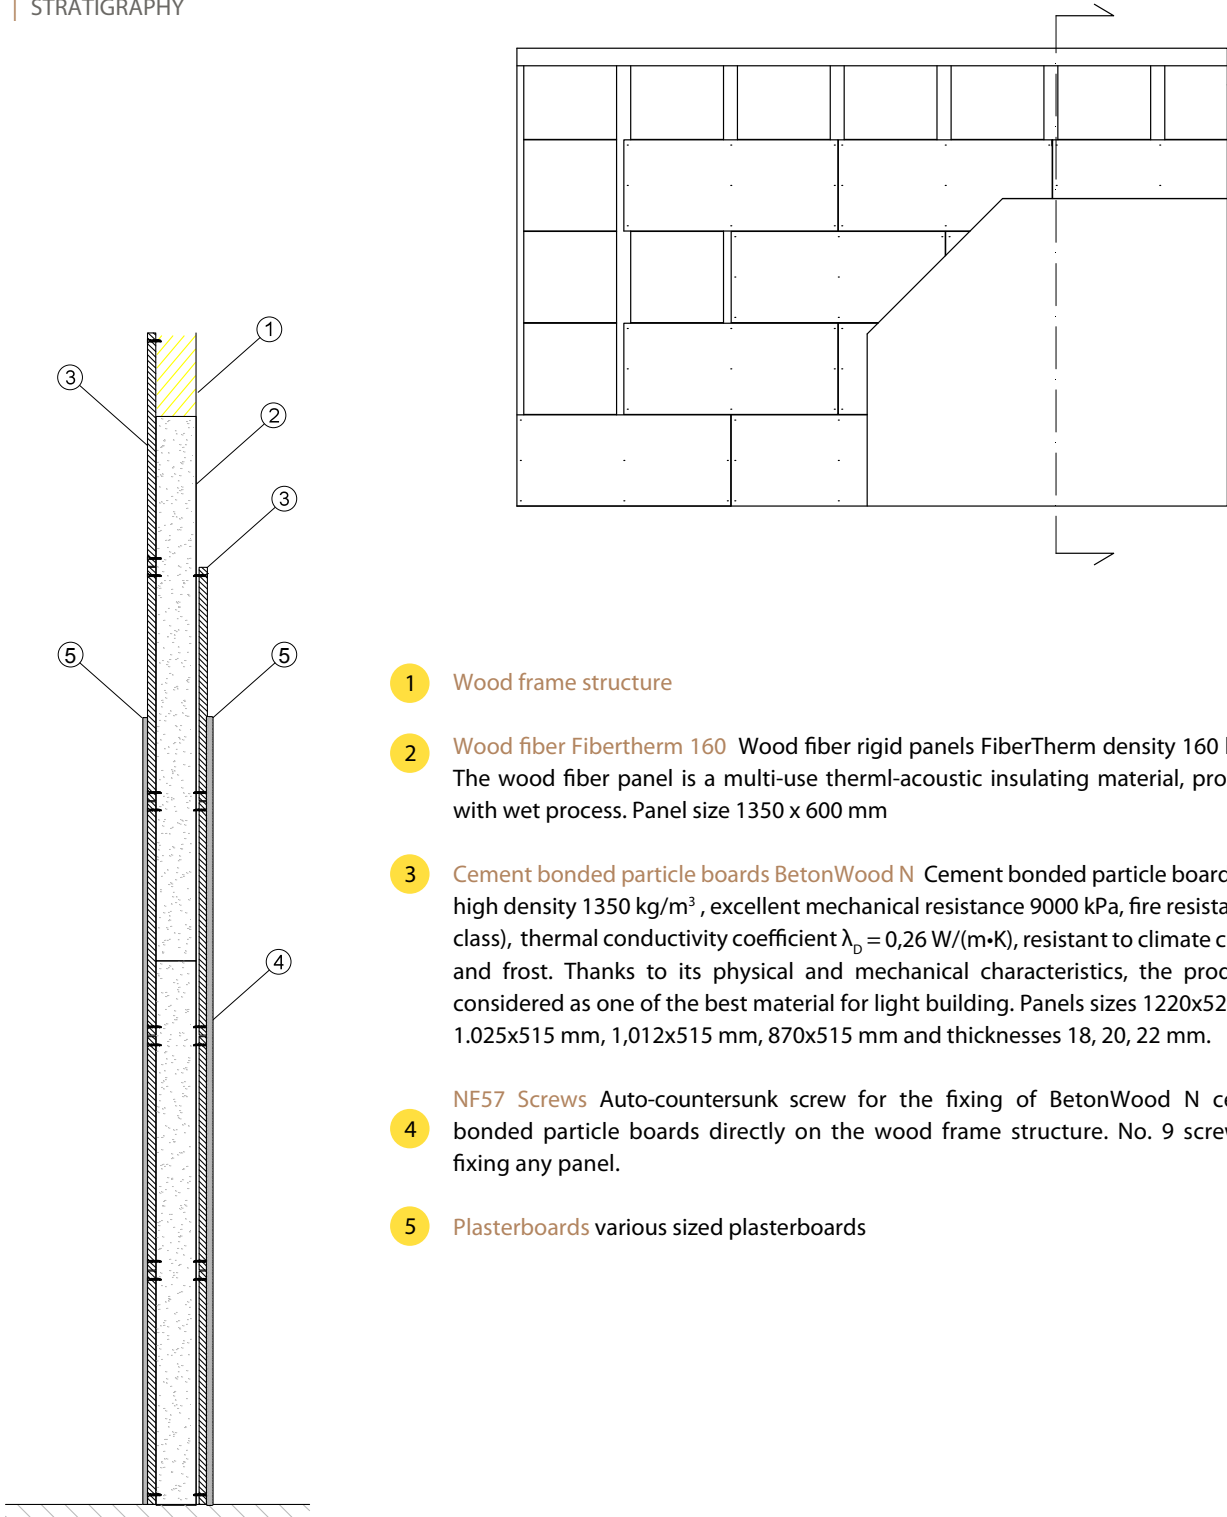 STRATIGRAPHY
1
3
2
3
5
5
4
1 Wood frame structure
2 Wood fiber Fibertherm 160 Wood fiber rigid panels FiberTherm density 160
The wood fiber panel is a multi-use therml-acoustic insulating material,
with wet process. Panel size 1350 x 600 mm
3 Cement bonded particle boards BetonWood N Cement bonded particle
high density 1350 kg/m³ , excellent mechanical resistance 9000 kPa, fire
class), thermal conductivity coefficient λD = 0,26 W/(m•K), resistant to climate
and frost. Thanks to its physical and mechanical characteristics, the
considered as one of the best material for light building. Panels sizes
1.025x515 mm, 1,012x515 mm, 870x515 mm and thicknesses 18, 20, 22 mm.
NF57 Screws Auto-countersunk screw for the fixing of BetonWood N
4 bonded particle boards directly on the wood frame structure. No. 9
fixing any panel.
5 Plasterboards various sized plasterboards